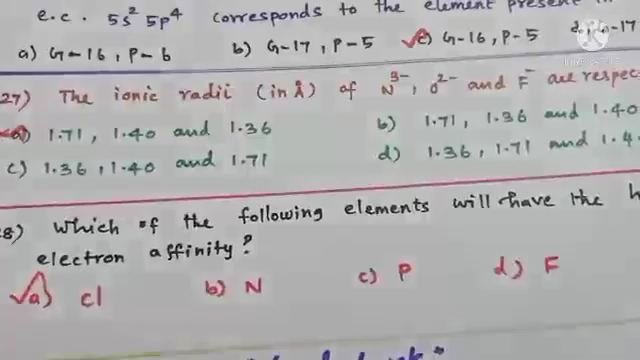 e.c. 5s² 5p⁴ corresponds to the element present
a) G-16, P-6 b) G-17, P-5 c) G-16, P-5 d) G-17
27) The ionic radii (in Å) of N³⁻, O²⁻ and F⁻ are
a) 1.71, 1.40 and 1.36 b) 1.71, 1.36 and 1.40
c) 1.36, 1.40 and 1.71 d) 1.36, 1.71 and
8) Which of the following elements will have the
electron affinity?
a) Cl b) N c) P d) F